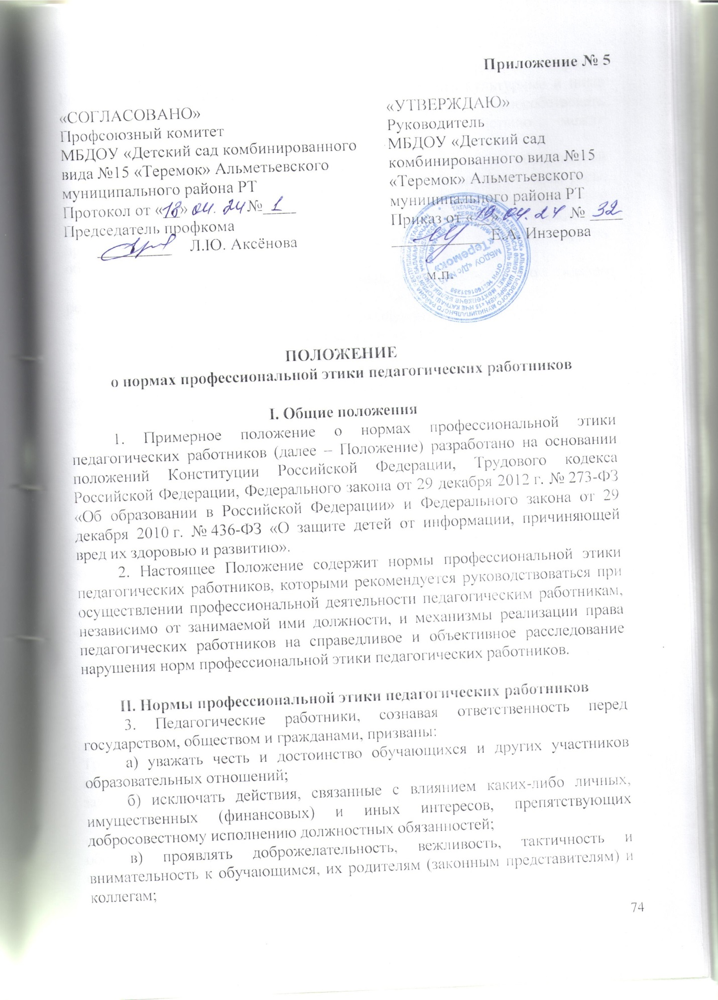 Приложение № 5
«СОГЛАСОВАНО»
Профсоюзный комитет
МБДОУ «Детский сад комбинированного
вида №15 «Теремок» Альметьевского
муниципального района РТ
Протокол от «18» 04. 24 № 1
Председатель профкома
Л.Ю. Аксёнова
«УТВЕРЖДАЮ»
Руководитель
МБДОУ «Детский сад
комбинированного вида №15
«Теремок» Альметьевского
муниципального района РТ
Приказ от «19» 04. 24 № 32
Е.А. Инзерова
М.П.
МБДОУ «Д/с №15
«Теремок»
ОГРН 1021601631259
ПОЛОЖЕНИЕ
о нормах профессиональной этики педагогических работников
I. Общие положения
1. Примерное положение о нормах профессиональной этики
педагогических работников (далее – Положение) разработано на основании
положений Конституции Российской Федерации, Трудового кодекса
Российской Федерации, Федерального закона от 29 декабря 2012 г. № 273-ФЗ
«Об образовании в Российской Федерации» и Федерального закона от 29
декабря 2010 г. № 436-ФЗ «О защите детей от информации, причиняющей
вред их здоровью и развитию».
2. Настоящее Положение содержит нормы профессиональной этики
педагогических работников, которыми рекомендуется руководствоваться при
осуществлении профессиональной деятельности педагогическим работникам,
независимо от занимаемой ими должности, и механизмы реализации права
педагогических работников на справедливое и объективное расследование
нарушения норм профессиональной этики педагогических работников.
II. Нормы профессиональной этики педагогических работников
3. Педагогические работники, сознавая ответственность перед
государством, обществом и гражданами, призваны:
а) уважать честь и достоинство обучающихся и других участников
образовательных отношений;
б) исключать действия, связанные с влиянием каких-либо личных,
имущественных (финансовых) и иных интересов, препятствующих
добросовестному исполнению должностных обязанностей;
в) проявлять доброжелательность, вежливость, тактичность и
внимательность к обучающимся, их родителям (законным представителям) и
коллегам;
74